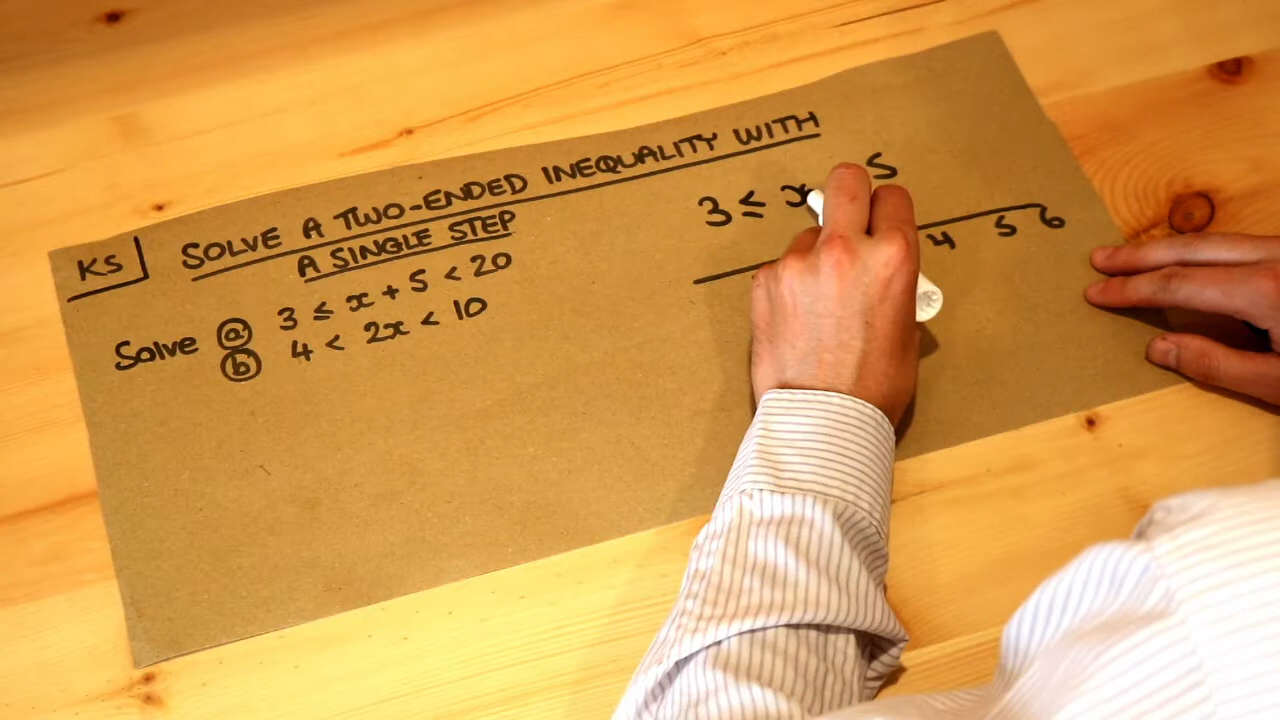 KS
SOLVE A TWO-ENDED INEQUALITY WITH
A SINGLE STEP
Solve (a) 3 ≤ x + 5 < 20
(b) 4 < 2x < 10
3 ≤ x 5
4 5 6